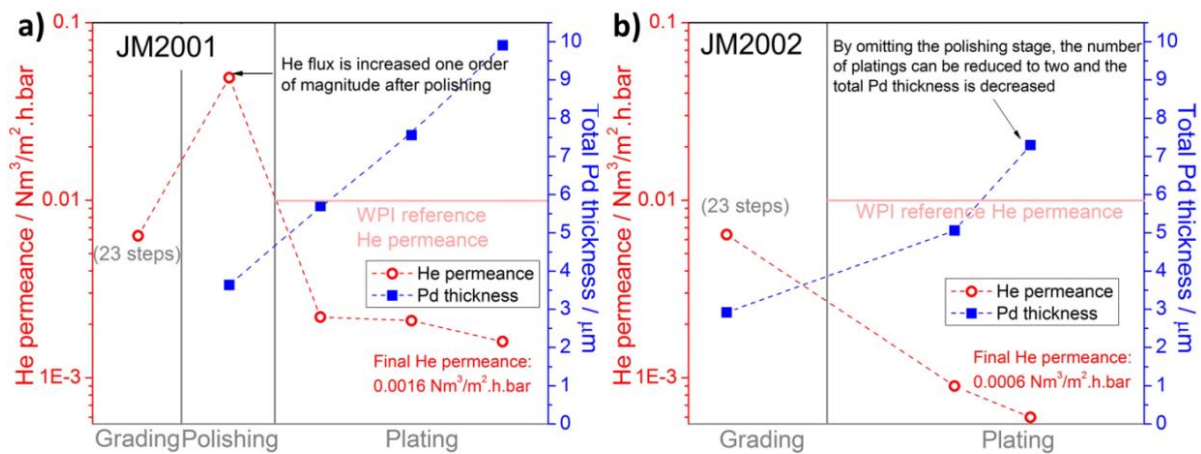 a)
JM2001
He flux is increased one order
of magnitude after polishing
WPI reference
He permeance
(23 steps)
He permeance
Pd thickness
Final He permeance:
0.0016 Nm³/m².h.bar
He permeance / Nm³/m².h.bar
0.1
0.01
1E-3
Total Pd thickness / μm
10
9
8
7
6
5
4
3
2
1
0
Grading
Polishing
Plating
b)
JM2002
By omitting the polishing stage, the number
of platings can be reduced to two and the
total Pd thickness is decreased
(23 steps)
WPI reference He permeance
He permeance
Pd thickness
Final He permeance:
0.0006 Nm³/m².h.bar
He permeance / Nm³/m².h.bar
0.1
0.01
1E-3
Total Pd thickness / μm
10
9
8
7
6
5
4
3
2
1
0
Grading
Plating